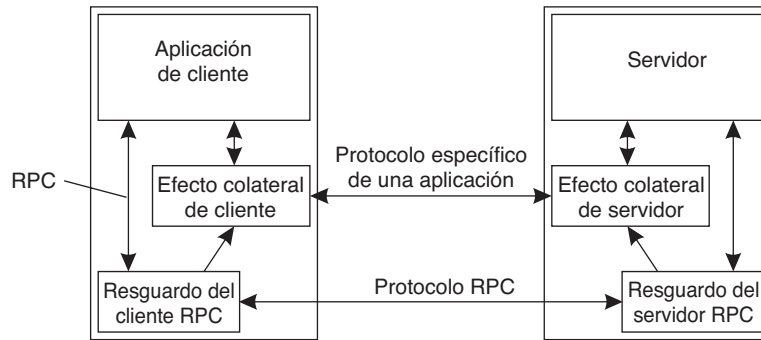 Aplicación
de cliente
Servidor
RPC
Protocolo específico
de una aplicación
Efecto colateral
de cliente
Efecto colateral
de servidor
Resguardo del
cliente RPC
Protocolo RPC
Resguardo del
servidor RPC